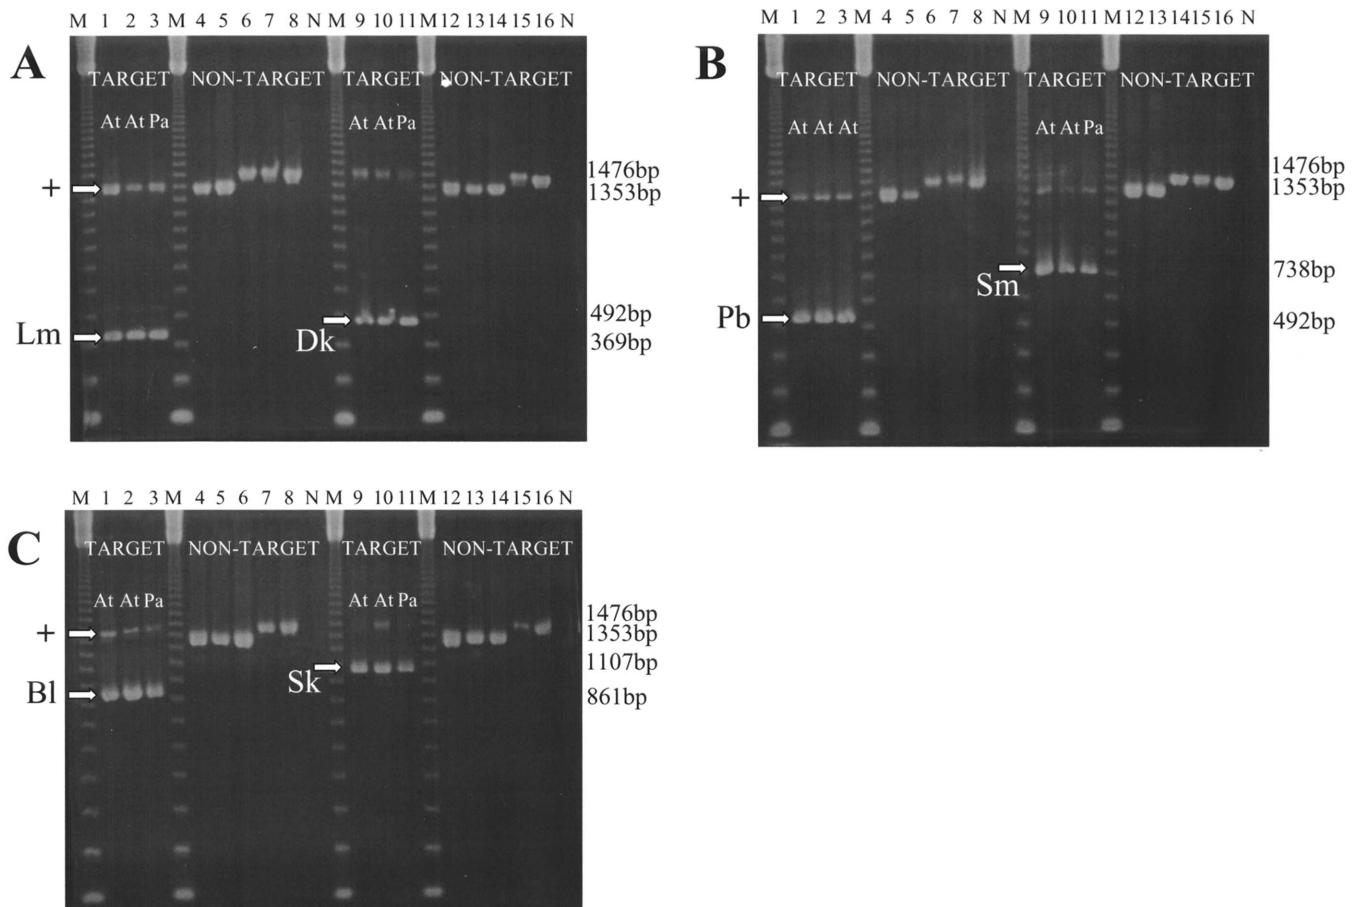 M 1 2 3 M 4 5 6 7 8 N M 9 10 11 M 12 13 14 15 16 N
A
TARGET NON-TARGET TARGET NON-TARGET
At At Pa At At Pa
+
1476bp
1353bp
Lm
Dk
492bp
369bp
M 1 2 3 M 4 5 6 7 8 N M 9 10 11 M 12 13 14 15 16 N
B
TARGET NON-TARGET TARGET NON-TARGET
At At At At At Pa
+
1476bp
1353bp
Sm
738bp
Pb
492bp
M 1 2 3 M 4 5 6 7 8 N M 9 10 11 M 12 13 14 15 16 N
C
TARGET NON-TARGET TARGET NON-TARGET
At At Pa At At Pa
+
1476bp
1353bp
Sk
1107bp
Bl
861bp